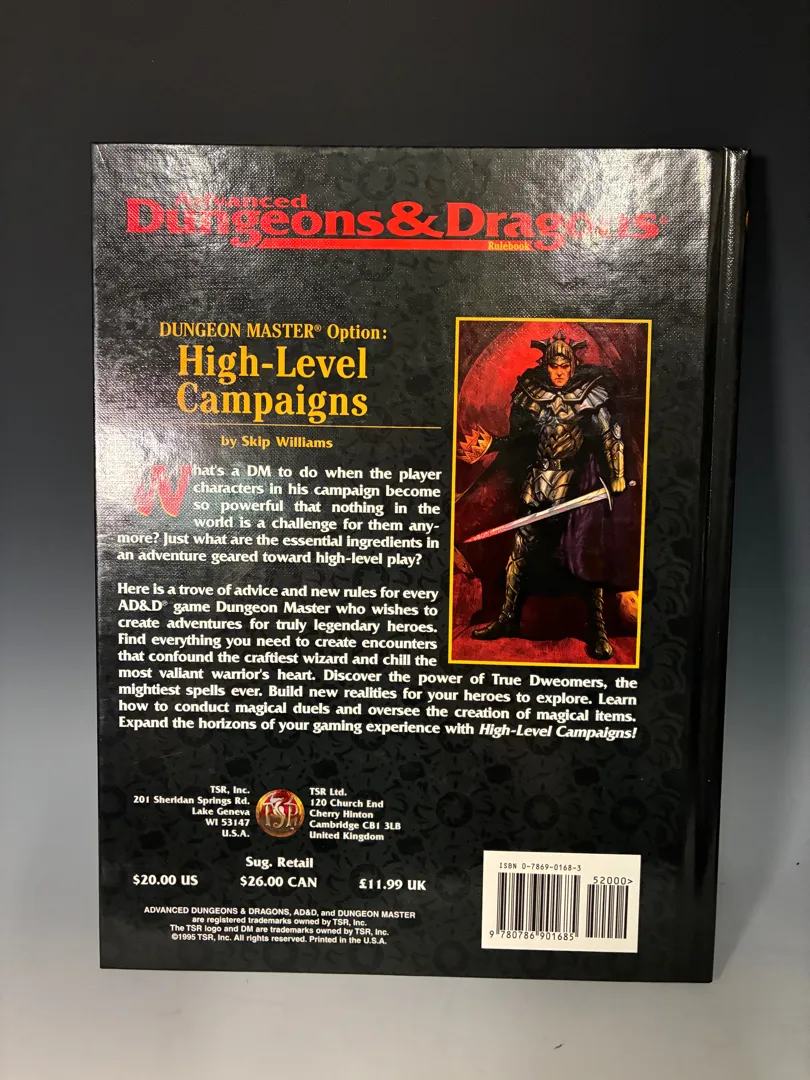 Advanced
Dungeons&Dragons®
Rulebook
DUNGEON MASTER® Option:
High-Level
Campaigns
by Skip Williams
What's a DM to do when the player
characters in his campaign become
so powerful that nothing in the
world is a challenge for them any-
more? Just what are the essential ingredients in
an adventure geared toward high-level play?
Here is a trove of advice and new rules for every
AD&D® game Dungeon Master who wishes to
create adventures for truly legendary heroes.
Find everything you need to create encounters
that confound the craftiest wizard and chill the
most valiant warrior's heart. Discover the power of True Dweomers, the
mightiest spells ever. Build new realities for your heroes to explore. Learn
how to conduct magical duels and oversee the creation of magical items.
Expand the horizons of your gaming experience with High-Level Campaigns!
TSR, Inc.
201 Sheridan Springs Rd.
Lake Geneva
WI 53147
U.S.A.
TSR
TSR Ltd.
120 Church End
Cherry Hinton
Cambridge CB1 3LB
United Kingdom
Sug. Retail
$20.00 US $26.00 CAN £11.99 UK
ADVANCED DUNGEONS & DRAGONS, AD&D, and DUNGEON MASTER
are registered trademarks owned by TSR, Inc.
The TSR logo and DM are trademarks owned by TSR, Inc.
©1995 TSR, Inc. All rights reserved. Printed in the U.S.A.
ISBN 0-7869-0168-3
52000>
9 780786 901685